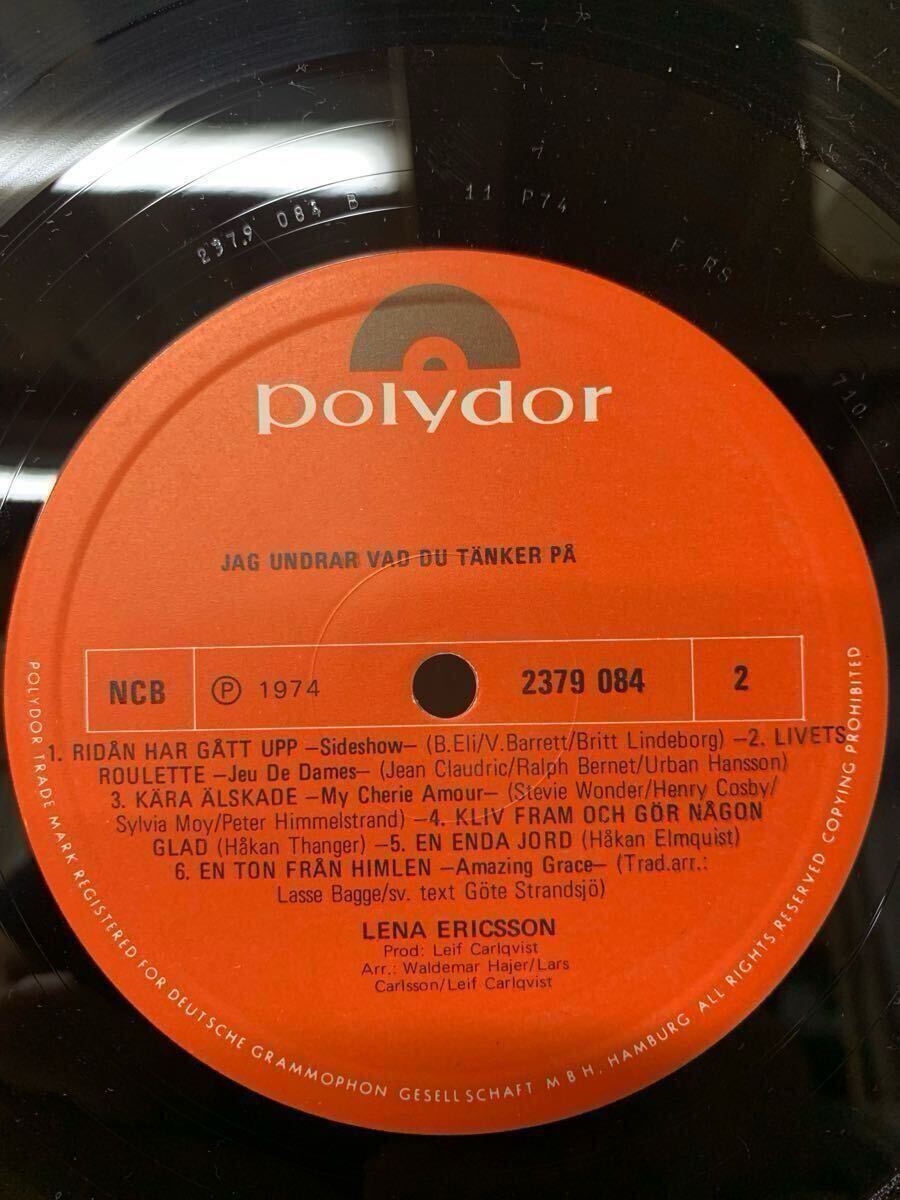 2379 084 B
11 P74
F RS
710
polydor
JAG UNDRAR VAD DU TÄNKER PÅ
NCB
℗ 1974
2379 084
2
1. RIDÅN HAR GÅTT UPP –Sideshow– (B.Eli/V.Barrett/Britt Lindeborg) –2. LIVETS
ROULETTE –Jeu De Dames– (Jean Claudric/Ralph Bernet/Urban Hansson)
3. KÄRA ÄLSKADE –My Cherie Amour– (Stevie Wonder/Henry Cosby/
Sylvia Moy/Peter Himmelstrand) –4. KLIV FRAM OCH GÖR NÅGON
GLAD (Håkan Thanger) –5. EN ENDA JORD (Håkan Elmquist)
6. EN TON FRÅN HIMLEN –Amazing Grace– (Trad.arr.:
Lasse Bagge/sv. text Göte Strandsjö)
LENA ERICSSON
Prod: Leif Carlqvist
Arr.: Waldemar Hajer/Lars
Carlsson/Leif Carlqvist
POLYDOR TRADE MARK REGISTERED FOR DEUTSCHE GRAMMOPHON GESELLSCHAFT M B H, HAMBURG ALL RIGHTS RESERVED COPYING PROHIBITED